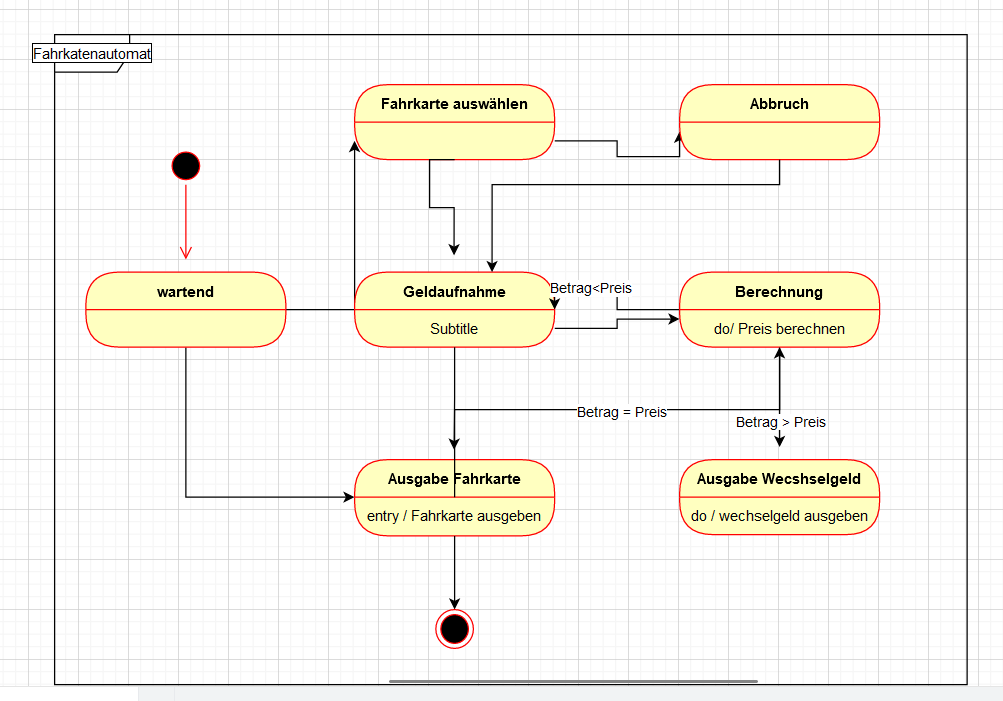 Fahrkatenautomat
Fahrkarte auswählen
Abbruch
wartend
Geldaufnahme
Subtitle
Betrag<Preis
Berechnung
do/ Preis berechnen
Betrag = Preis
Betrag > Preis
Ausgabe Fahrkarte
entry / Fahrkarte ausgeben
Ausgabe Wecshselgeld
do / wechselgeld ausgeben